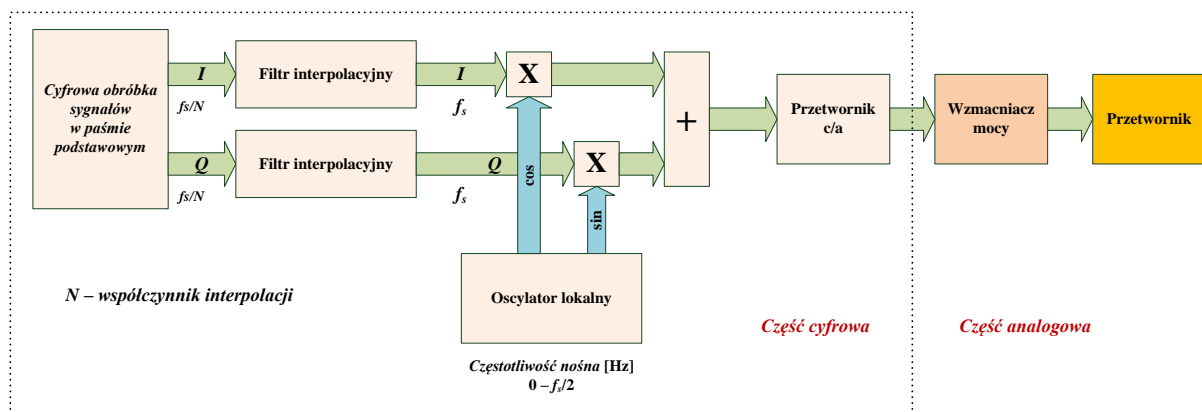 Cyfrowa obróbka
sygnałów
w paśmie
podstawowym
I
fs/N
Filtr interpolacyjny
I
fs
X
Q
fs/N
Filtr interpolacyjny
Q
fs
X
cos
sin
+
Przetwornik
c/a
Wzmacniacz
mocy
Przetwornik
Oscylator lokalny
N – współczynnik interpolacji
Część cyfrowa
Część analogowa
Częstotliwość nośna [Hz]
0 – fs/2